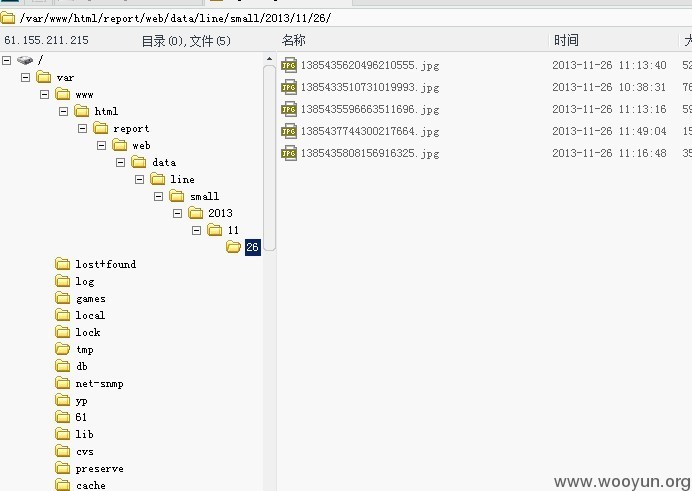 /var/www/html/report/web/data/line/small/2013/11/26/
61.155.211.215 目录(0),文件(5) 名称 时间
/
var
www
html
report
web
data
line
small
2013
11
26
lost+found
log
games
local
lock
tmp
db
net-snmp
yp
61
lib
cvs
preserve
cache
1385435620496210555.jpg 2013-11-26 11:13:40 52
1385433510731019993.jpg 2013-11-26 10:38:31 76
1385435596663511696.jpg 2013-11-26 11:13:16 59
1385437744300217664.jpg 2013-11-26 11:49:04 15
1385435808156916325.jpg 2013-11-26 11:16:48 35
www.wooyun.org